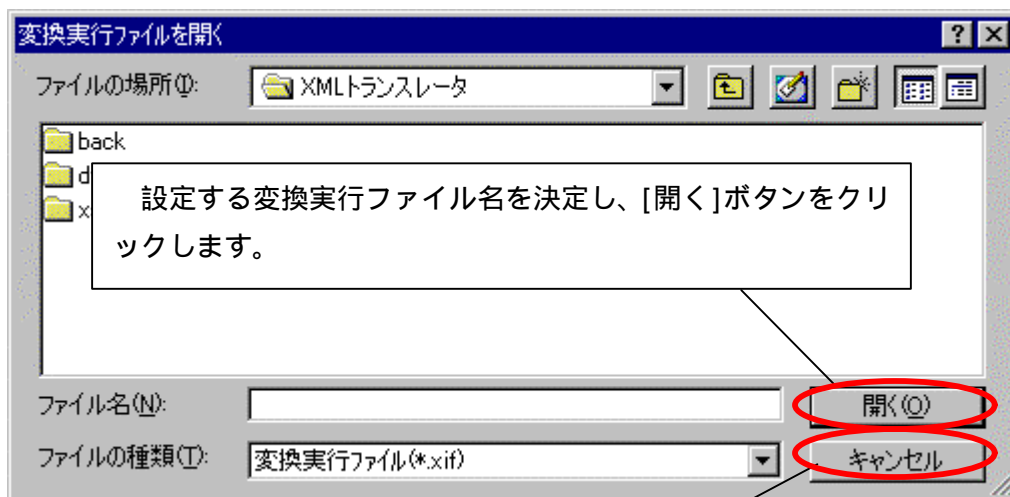 変換実行ファイルを開く
ファイルの場所(I):
XMLトランスレータ
back
d
x
設定する変換実行ファイル名を決定し、[開く]ボタンをクリ
ックします。
ファイル名(N):
開く(O)
ファイルの種類(T):
変換実行ファイル(*.xif)
キャンセル